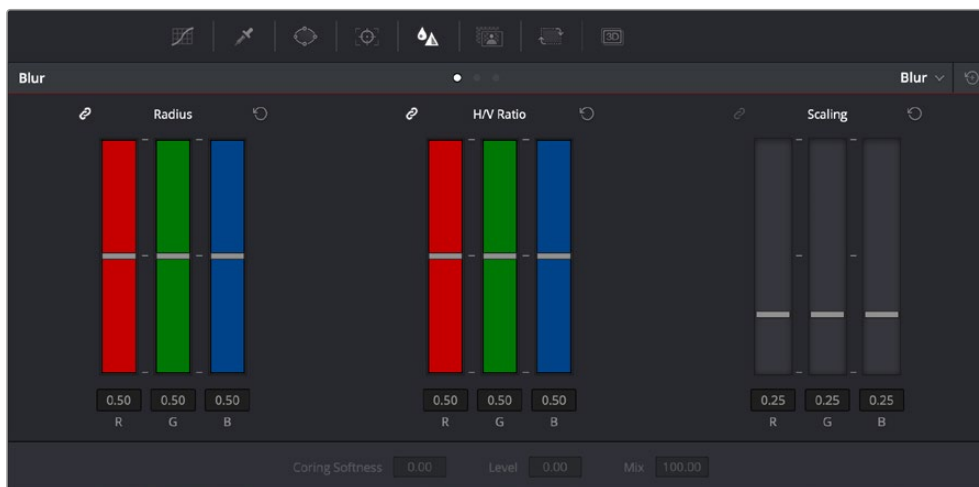 3D
Blur
Blur
Radius
H/V Ratio
Scaling
0.50 0.50 0.50
R G B
0.50 0.50 0.50
R G B
0.25 0.25 0.25
R G B
Coring Softness 0.00 Level 0.00 Mix 100.00